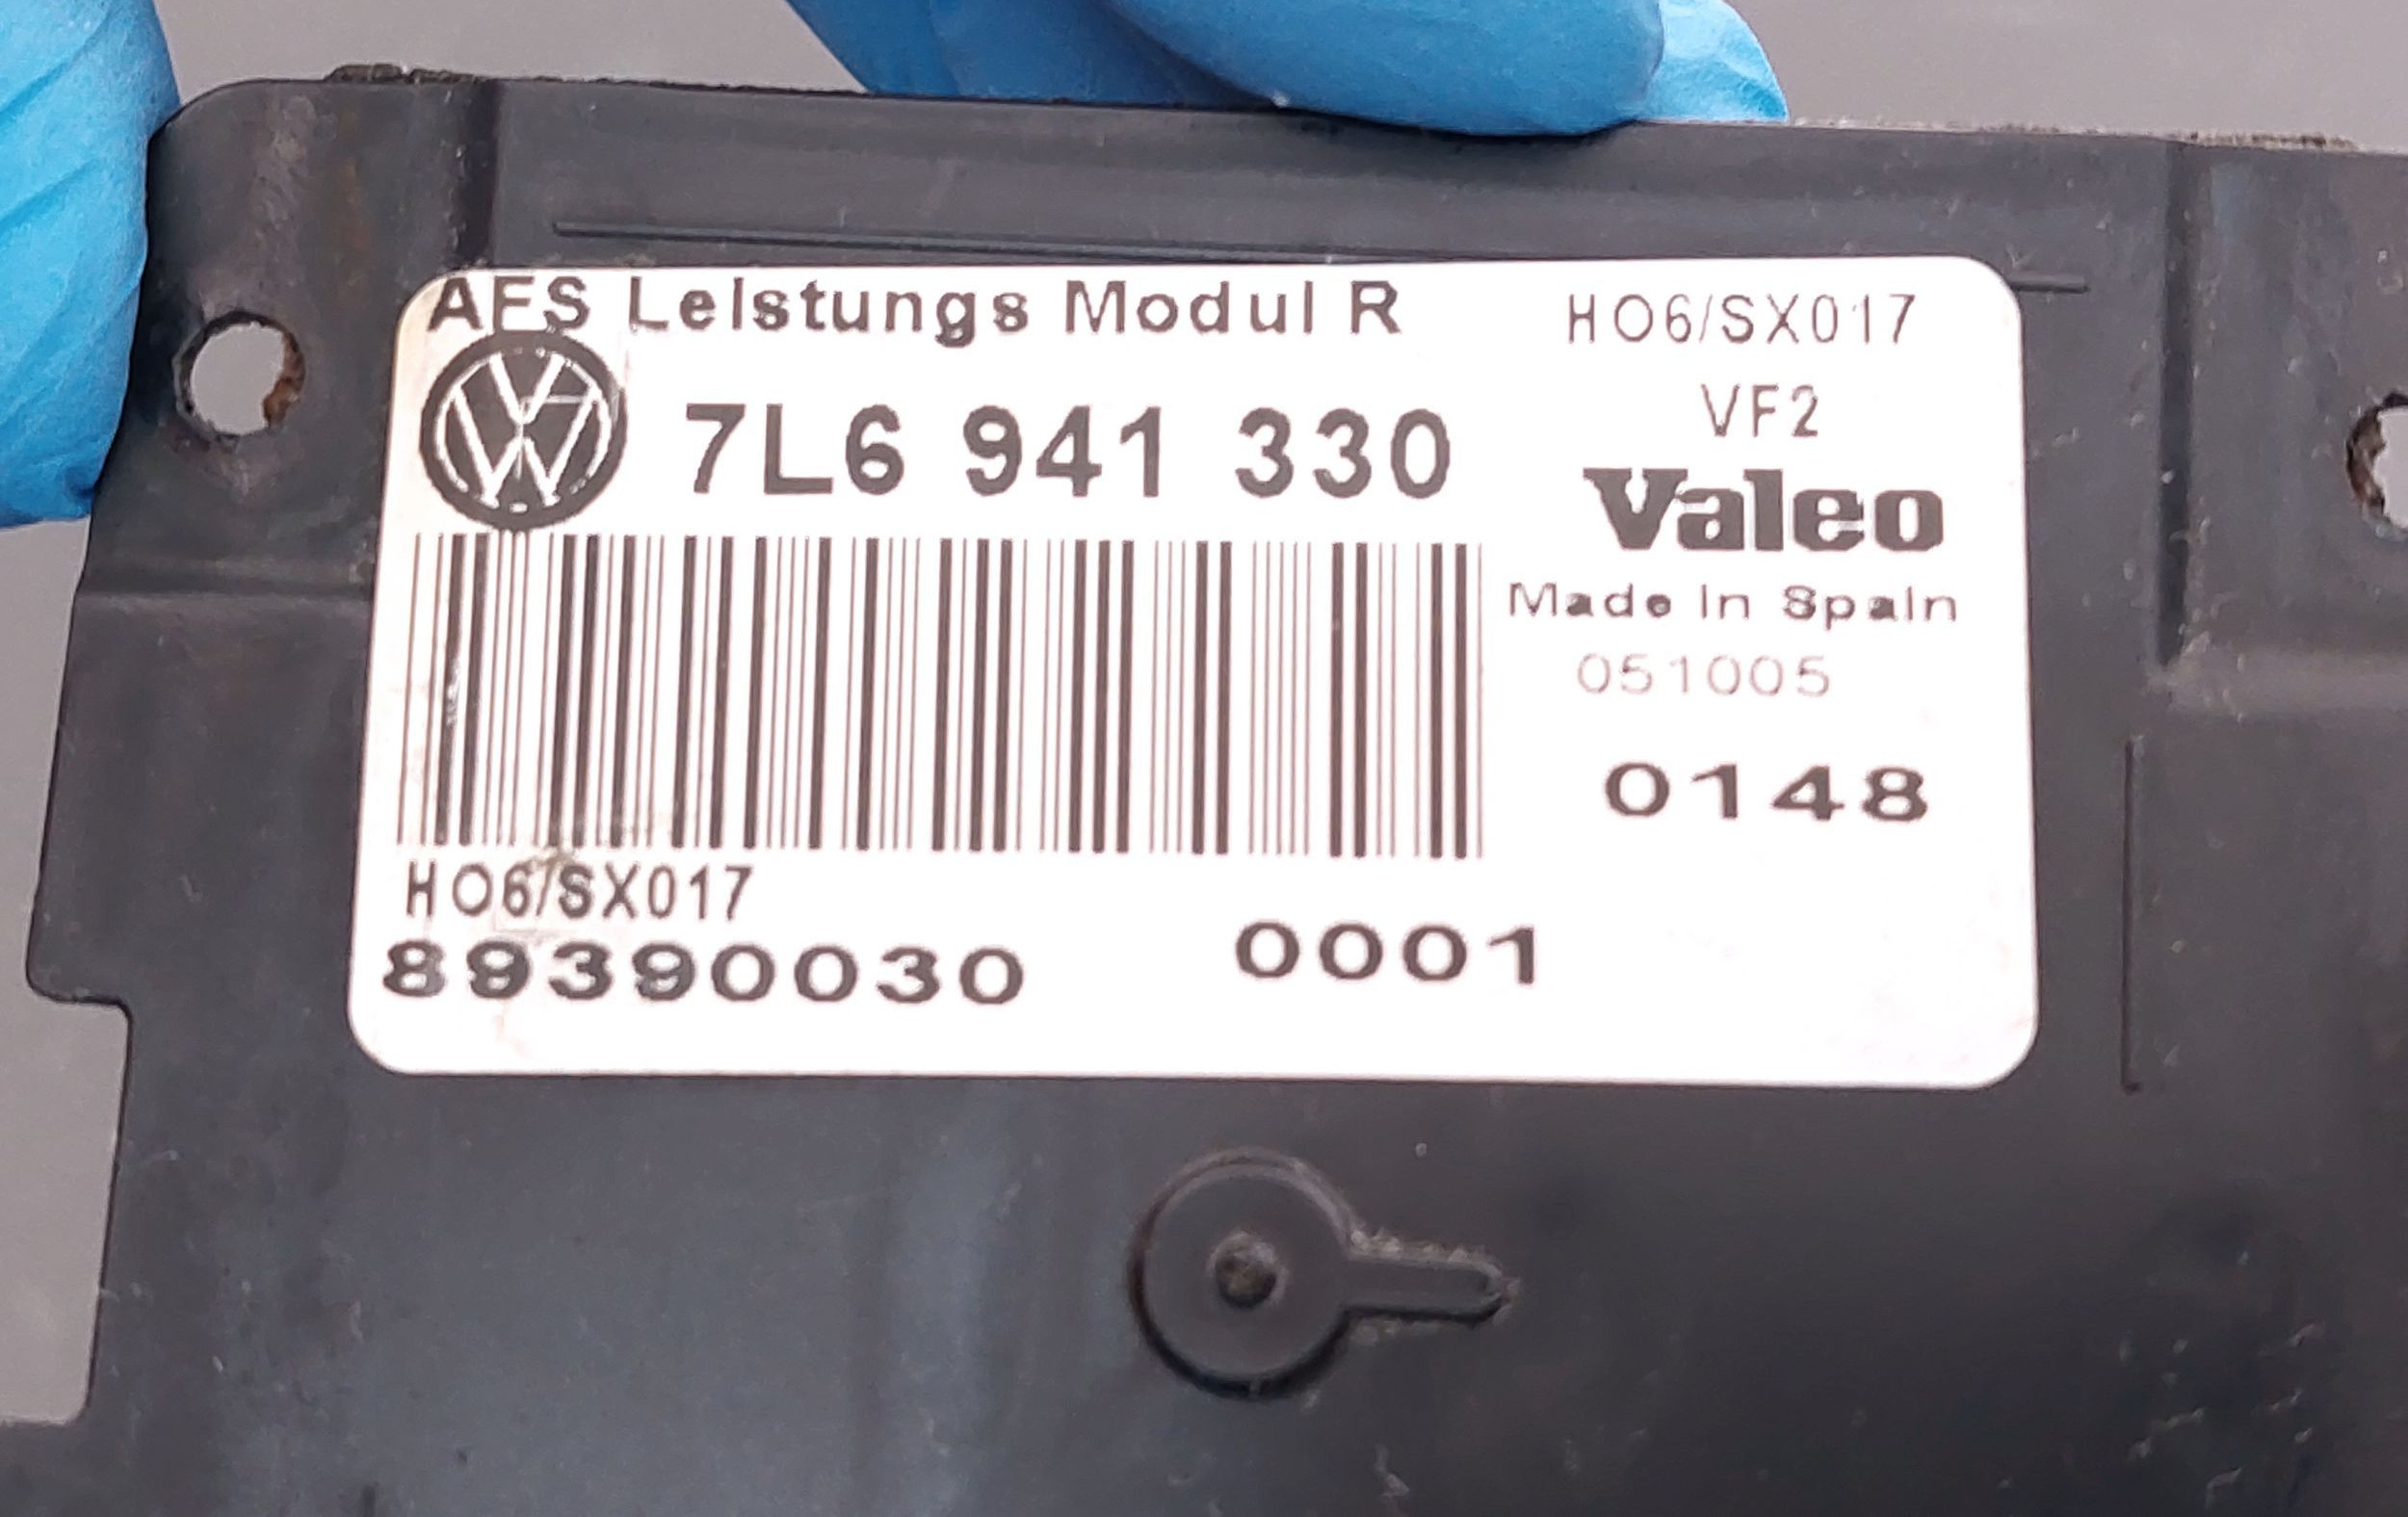 AFS Leistungs Modul R
HO6/SX017
VF2
7L6 941 330
Valeo
Made in Spain
051005
0148
HO6/SX017
89390030 0001